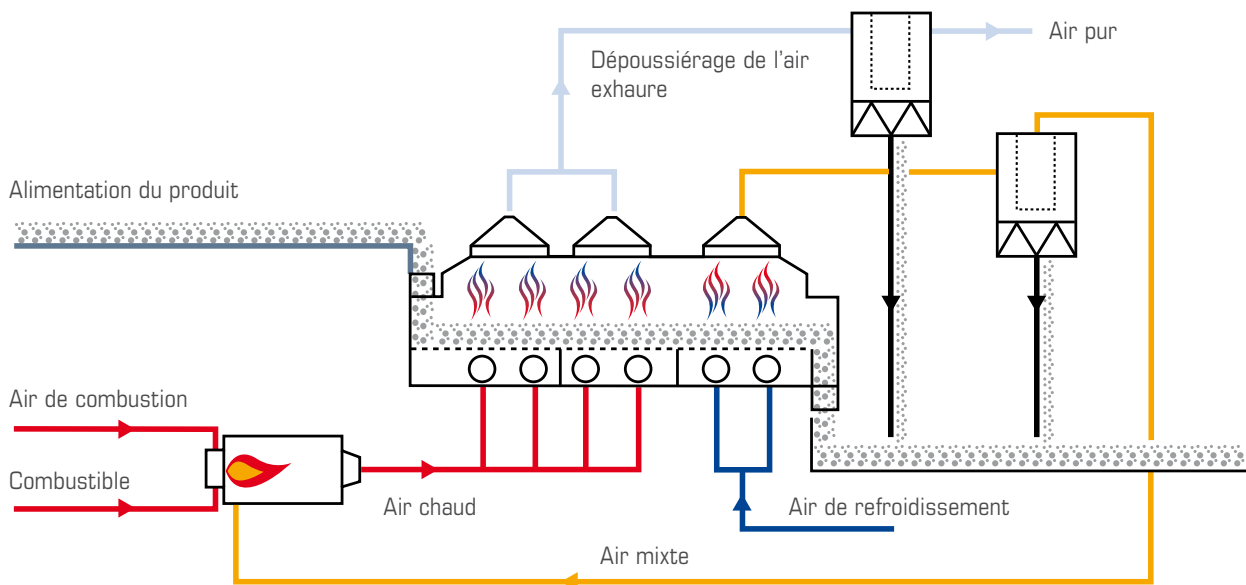 Air pur
Dépoussiérage de l'air
exhaure
Alimentation du produit
Air de combustion
Combustible
Air chaud
Air de refroidissement
Air mixte